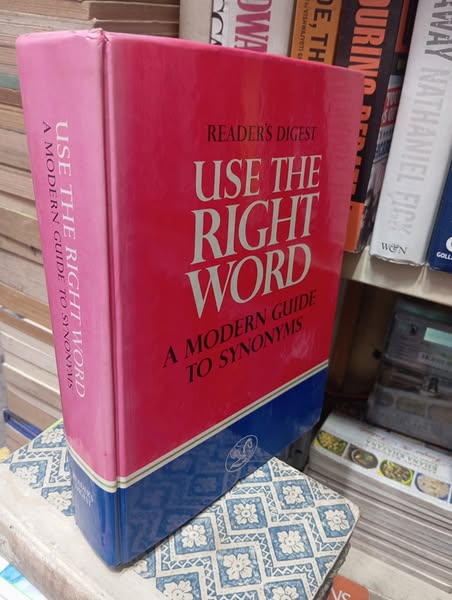 READER'S DIGEST
USE THE
RIGHT
WORD
A MODERN GUIDE
TO SYNONYMS
USE THE RIGHT WORD
A MODERN GUIDE TO SYNONYMS
NATHANIEL FICK
W&N